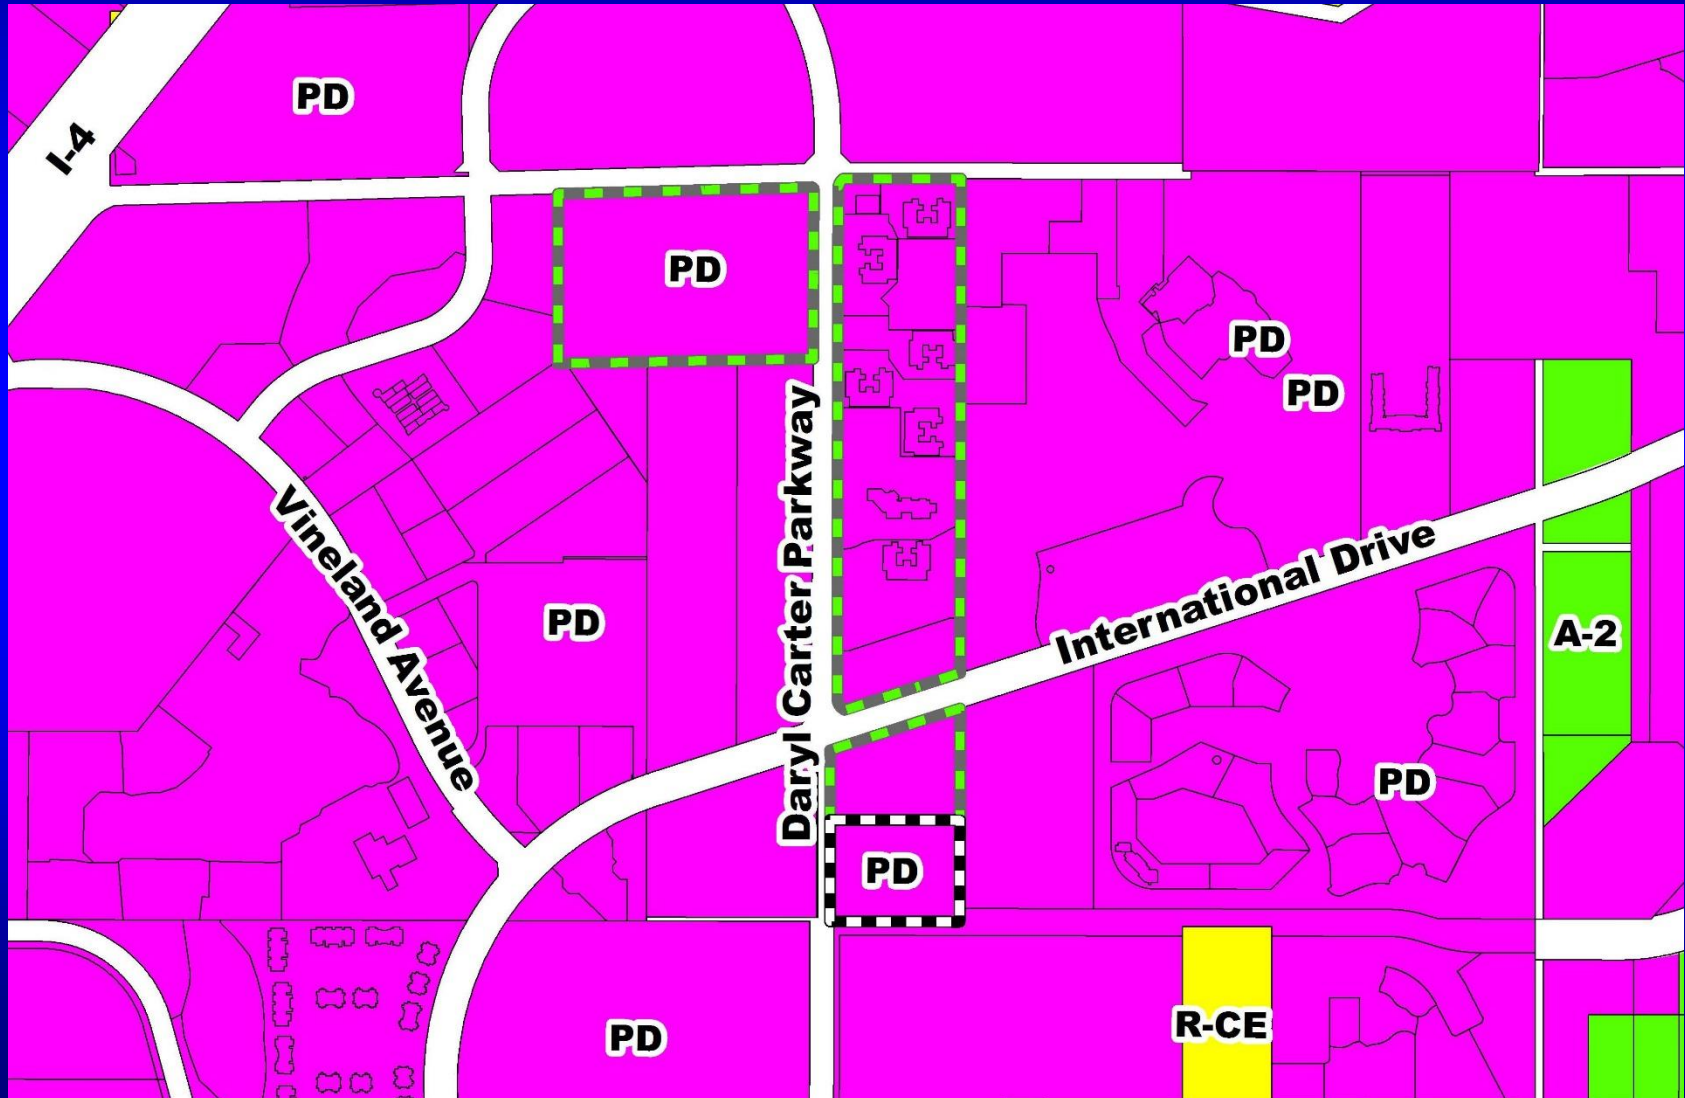 PD
I-4
PD
PD
PD
Daryl Carter Parkway
Vineland Avenue
International Drive
PD
A-2
PD
PD
R-CE
PD